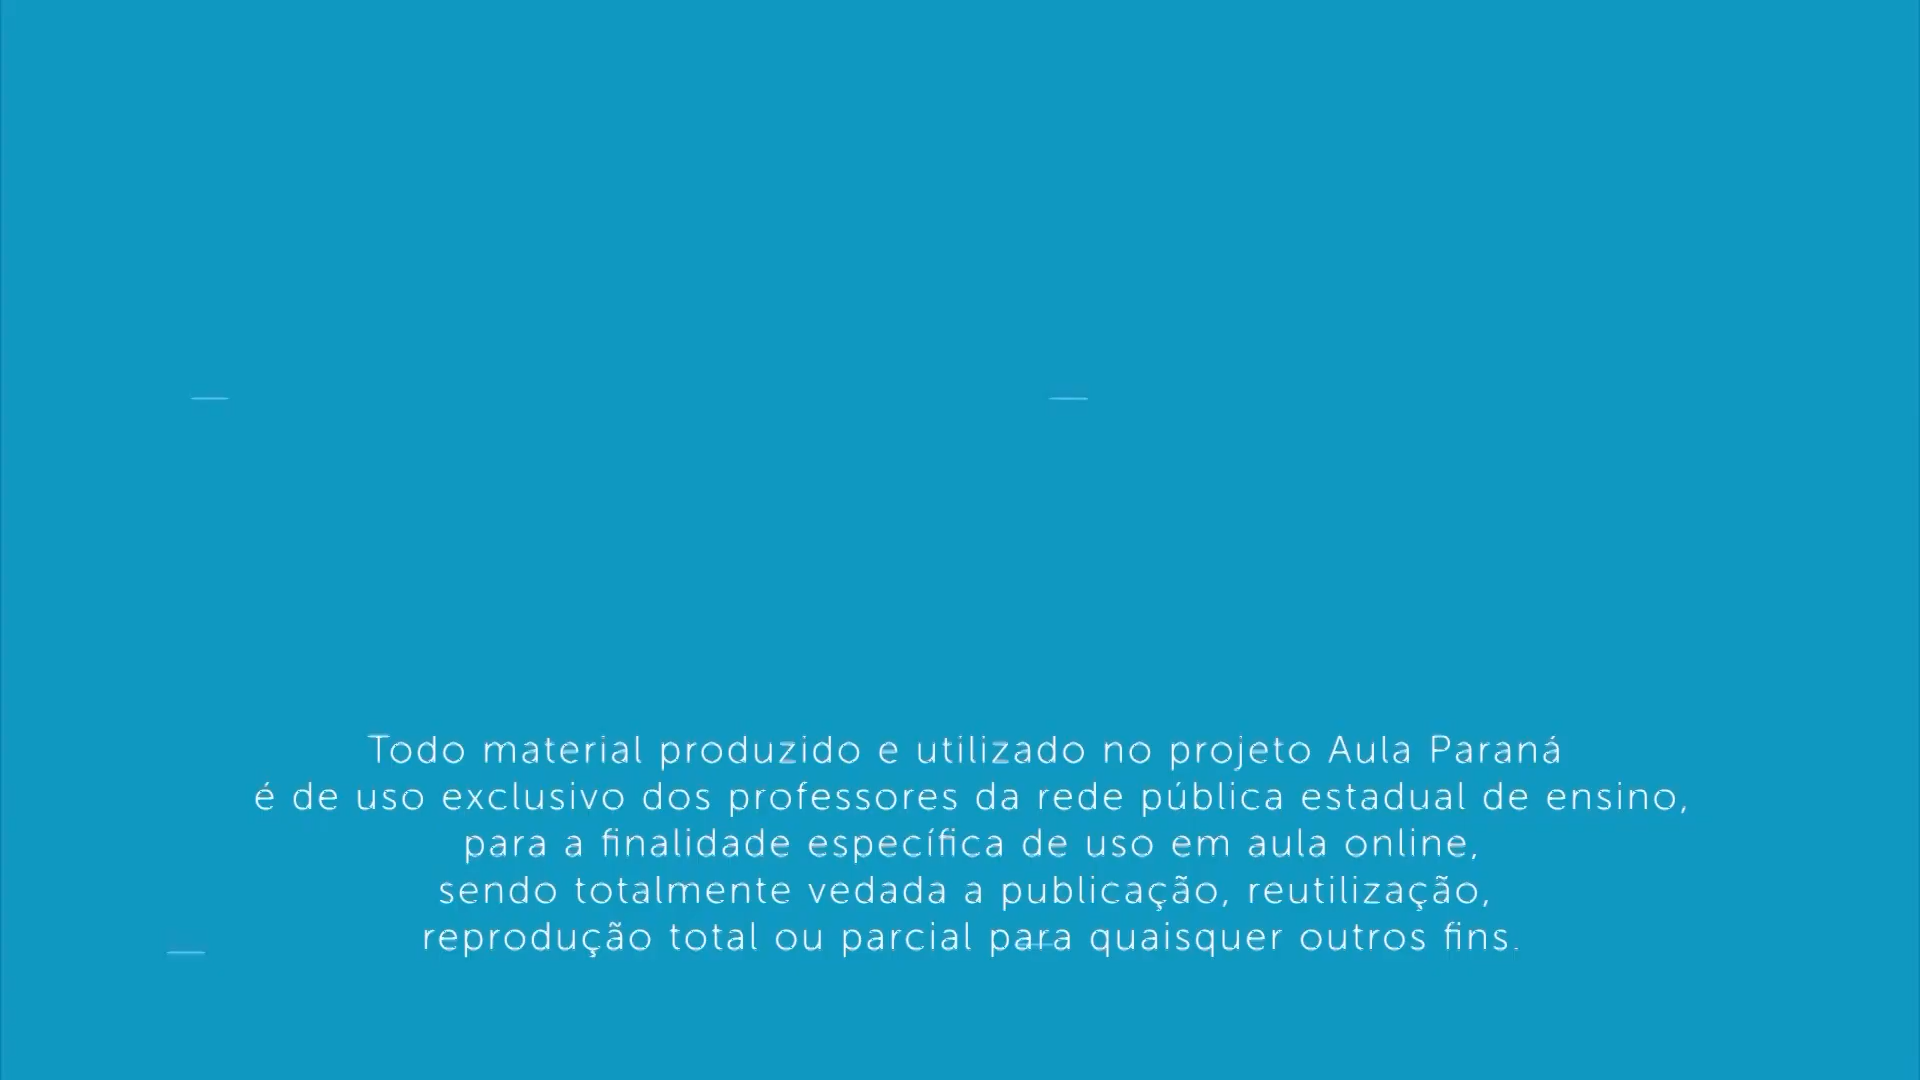 Todo material produzido e utilizado no projeto Aula Paraná
é de uso exclusivo dos professores da rede pública estadual de ensino,
para a finalidade específica de uso em aula online,
sendo totalmente vedada a publicação, reutilização,
reprodução total ou parcial para quaisquer outros fins.